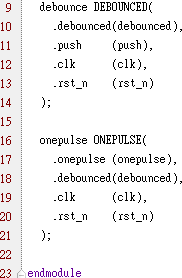 9 debounce DEBOUNCED(
10 .debounced(debounced),
11 .push (push),
12 .clk (clk),
13 .rst_n (rst_n)
14 );
15
16 onepulse ONEPULSE(
17 .onepulse (onepulse),
18 .debounced(debounced),
19 .clk (clk),
20 .rst_n (rst_n)
21 );
22
23 endmodule